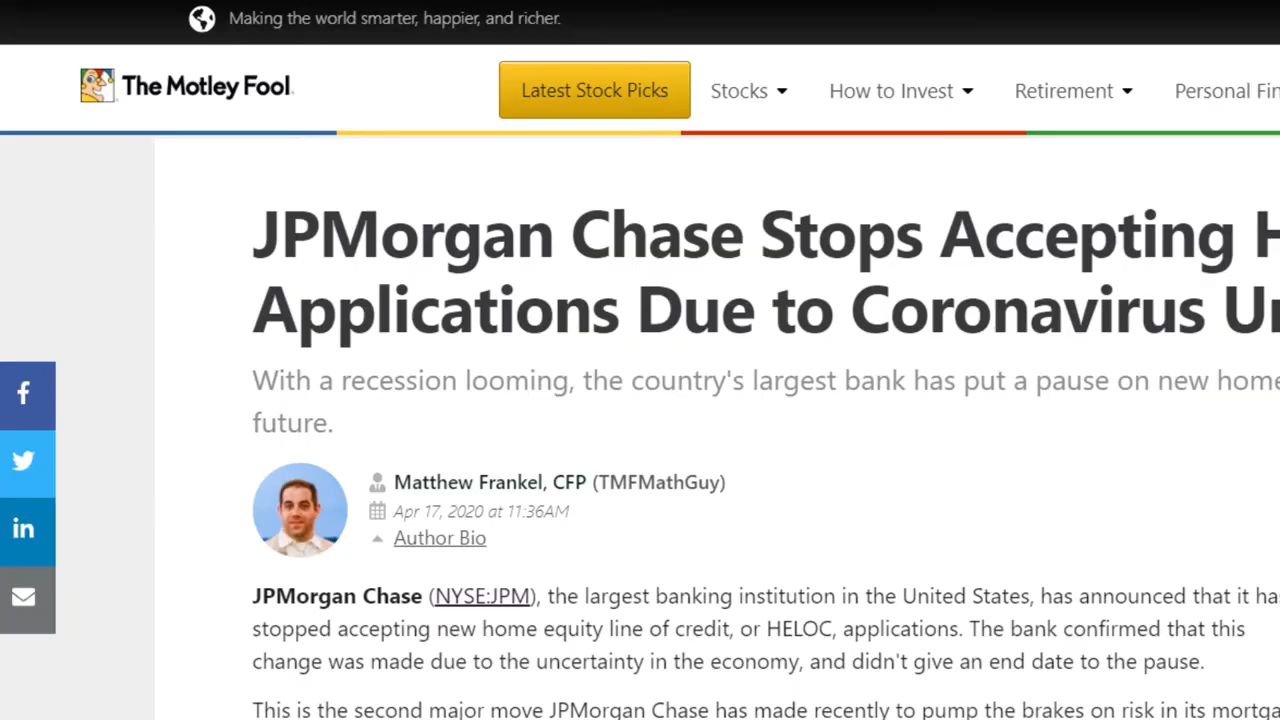 Making the world smarter, happier, and richer.
The Motley Fool
Latest Stock Picks Stocks How to Invest Retirement Personal Fin
JPMorgan Chase Stops Accepting H
Applications Due to Coronavirus Un
With a recession looming, the country's largest bank has put a pause on new home
future.
Matthew Frankel, CFP (TMFMathGuy)
Apr 17, 2020 at 11:36AM
Author Bio
JPMorgan Chase (NYSE:JPM), the largest banking institution in the United States, has announced that it has
stopped accepting new home equity line of credit, or HELOC, applications. The bank confirmed that this
change was made due to the uncertainty in the economy, and didn't give an end date to the pause.
This is the second major move JPMorgan Chase has made recently to pump the brakes on risk in its mortga